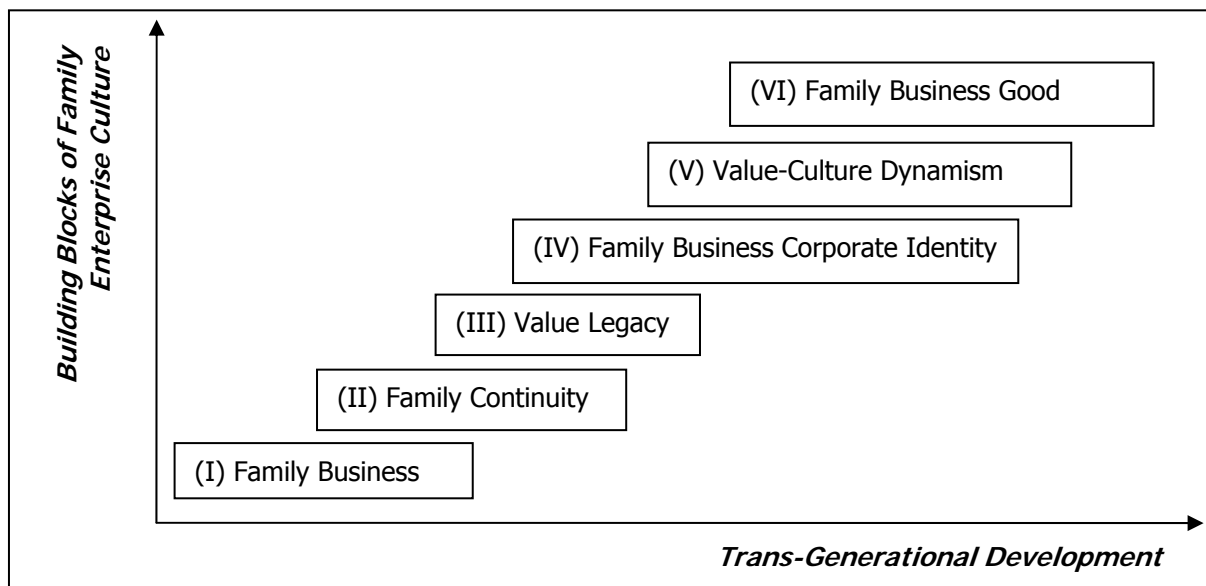 Building Blocks of Family
Enterprise Culture
(VI) Family Business Good
(V) Value-Culture Dynamism
(IV) Family Business Corporate Identity
(III) Value Legacy
(II) Family Continuity
(I) Family Business
Trans-Generational Development